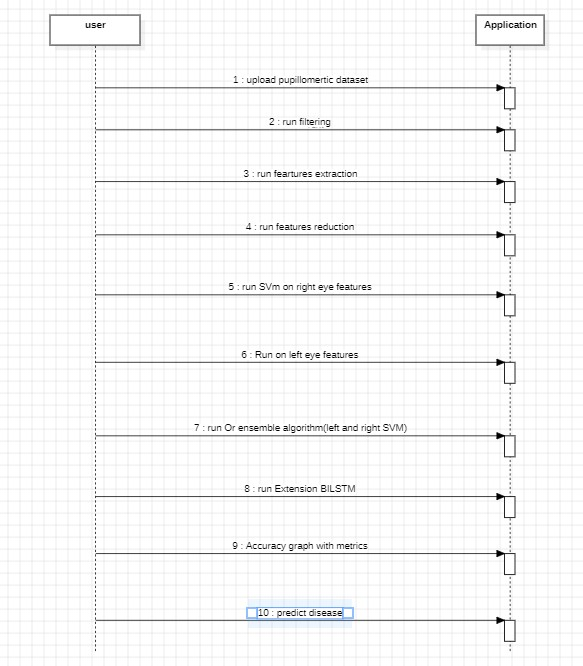 user
Application
1 : upload pupillomertic dataset
2 : run filtering
3 : run feartures extraction
4 : run features reduction
5 : run SVm on right eye features
6 : Run on left eye features
7 : run Or ensemble algorithm(left and right SVM)
8 : run Extension BILSTM
9 : Accuracy graph with metrics
10 : predict disease